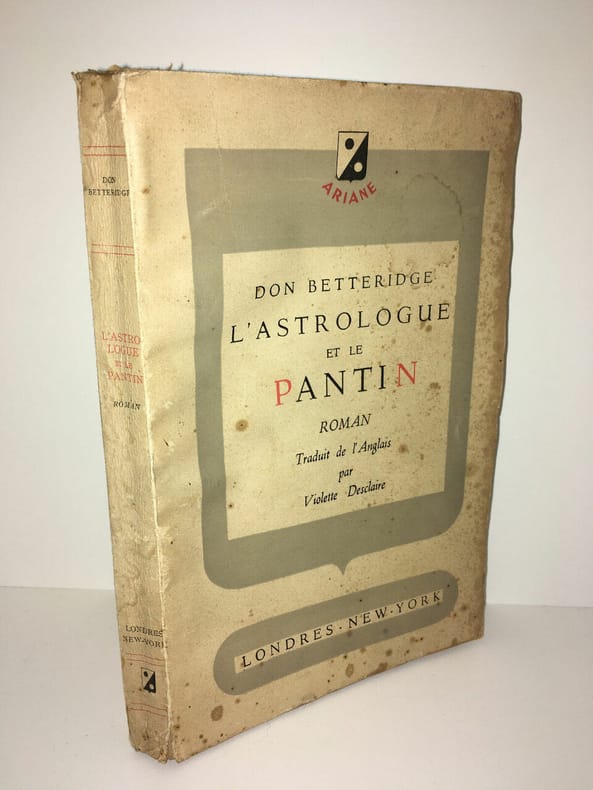 DON
BETTERIDGE
L'ASTRO-
LOGUE
ET LE
PANTIN
ROMAN
LONDRES
NEW-YORK
ARIANE
DON BETTERIDGE
L'ASTROLOGUE
ET LE
PANTIN
ROMAN
Traduit de l'Anglais
par
Violette Desclaire
LONDRES · NEW-YORK